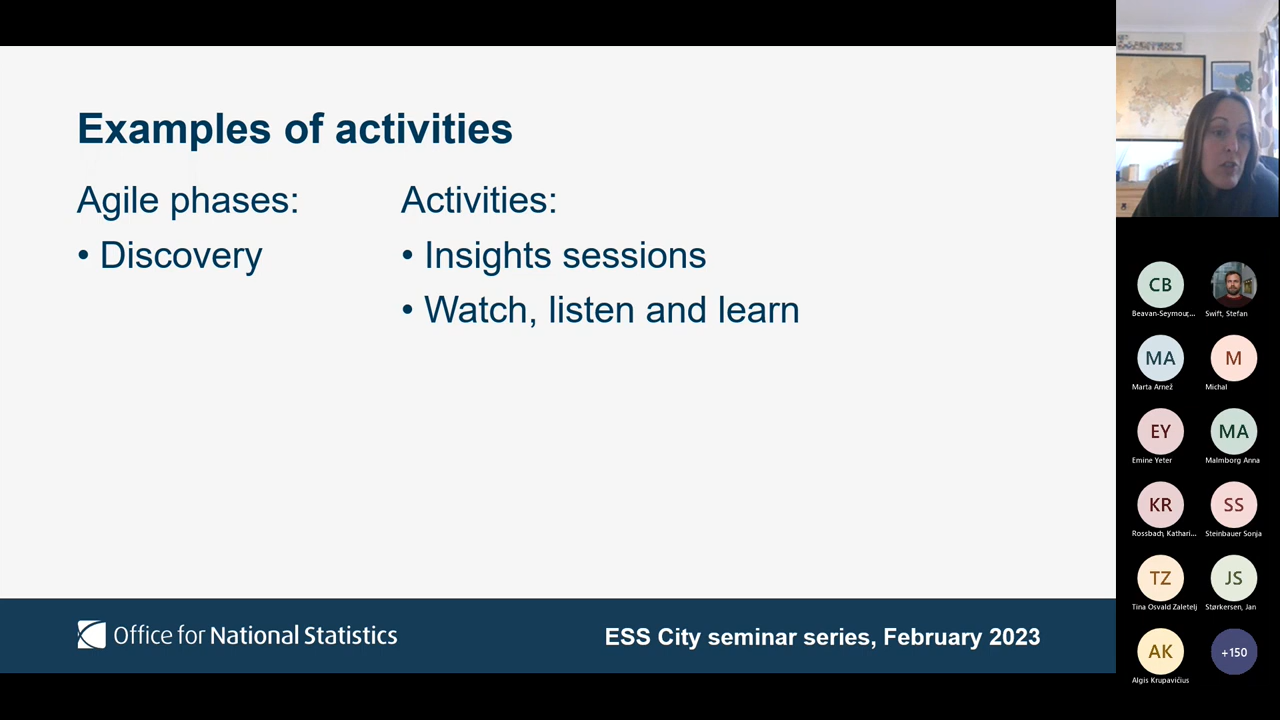 Examples of activities
Agile phases:
• Discovery
Activities:
• Insights sessions
• Watch, listen and learn
Office for National Statistics
ESS City seminar series, February 2023
CB
Beavan-Seymour,...
Swift, Stefan
MA
Marta Arnež
M
Michal
EY
Emine Yeter
MA
Malmborg Anna
KR
Rossbach, Kathari...
SS
Steinbauer Sonja
TZ
Tina Osvald Zaletelj
JS
Størkersen, Jan
AK
Algis Krupavičius
+150